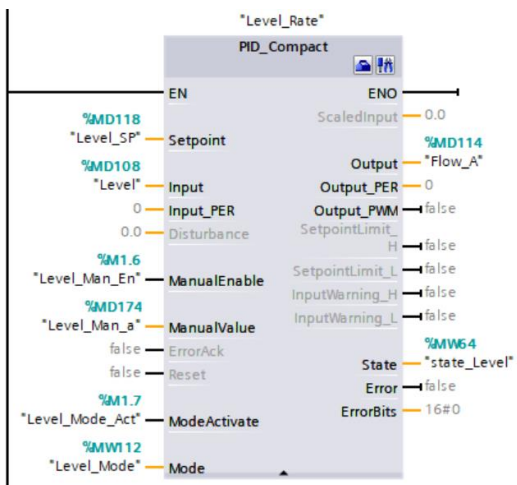 "Level_Rate"
PID_Compact
EN
ENO
ScaledInput
0.0
%MD118
"Level_SP"
Setpoint
%MD114
Output
"Flow_A"
%MD108
"Level"
Input
Output_PER
0
0
Input_PER
Output_PWM
false
0.0
Disturbance
SetpointLimit_
H
false
%M1.6
"Level_Man_En"
ManualEnable
SetpointLimit_L
false
InputWarning_H
false
%MD174
"Level_Man_a"
ManualValue
InputWarning_L
false
false
ErrorAck
%MW64
State
"state_Level"
false
Reset
Error
false
%M1.7
"Level_Mode_Act"
ModeActivate
ErrorBits
16#0
%MW112
"Level_Mode"
Mode